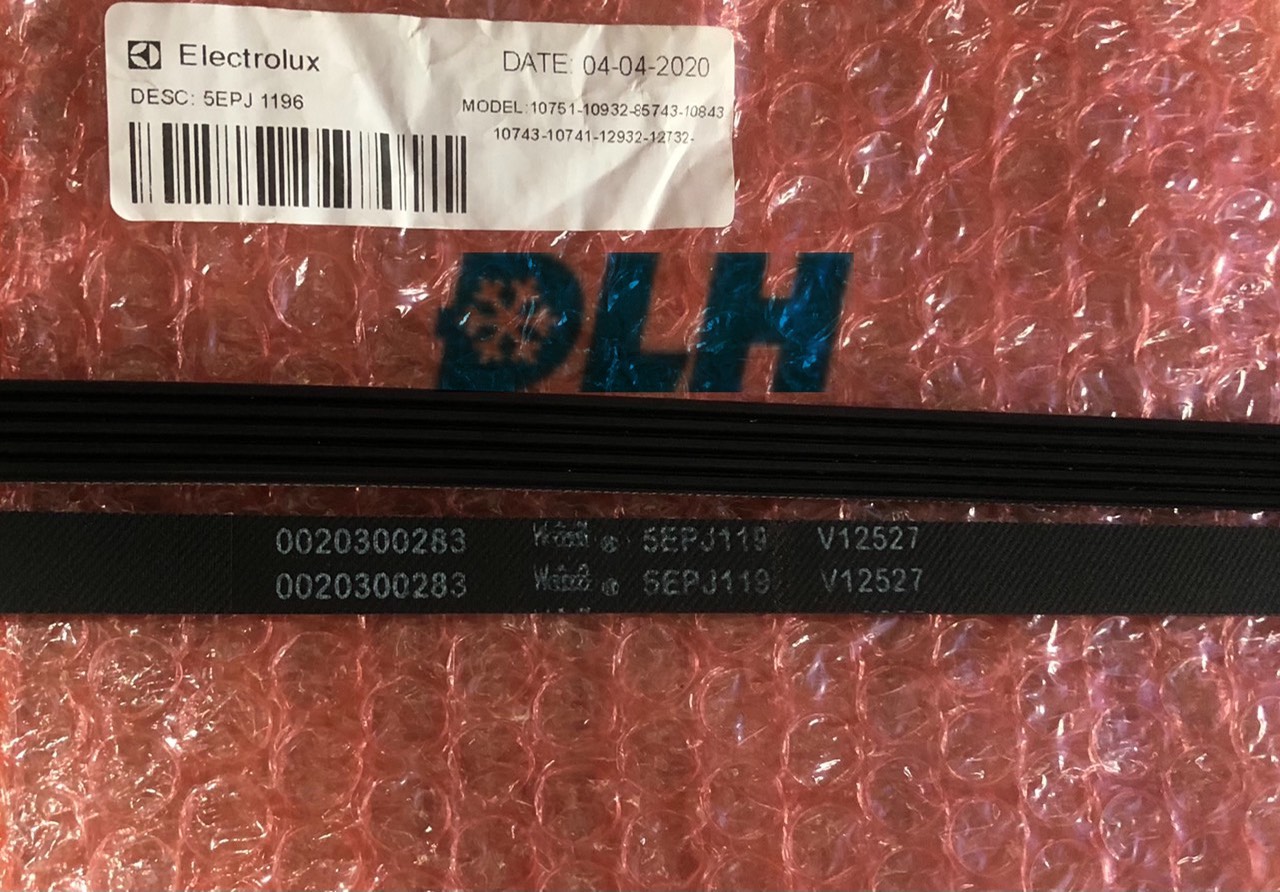 Electrolux
DATE: 04-04-2020
DESC: 5EPJ 1196
MODEL:10751-10932-85743-10843
10743-10741-12932-12732-
DLH
0020300283 ® 5EPJ119 V12527
0020300283 ® 5EPJ119 V12527